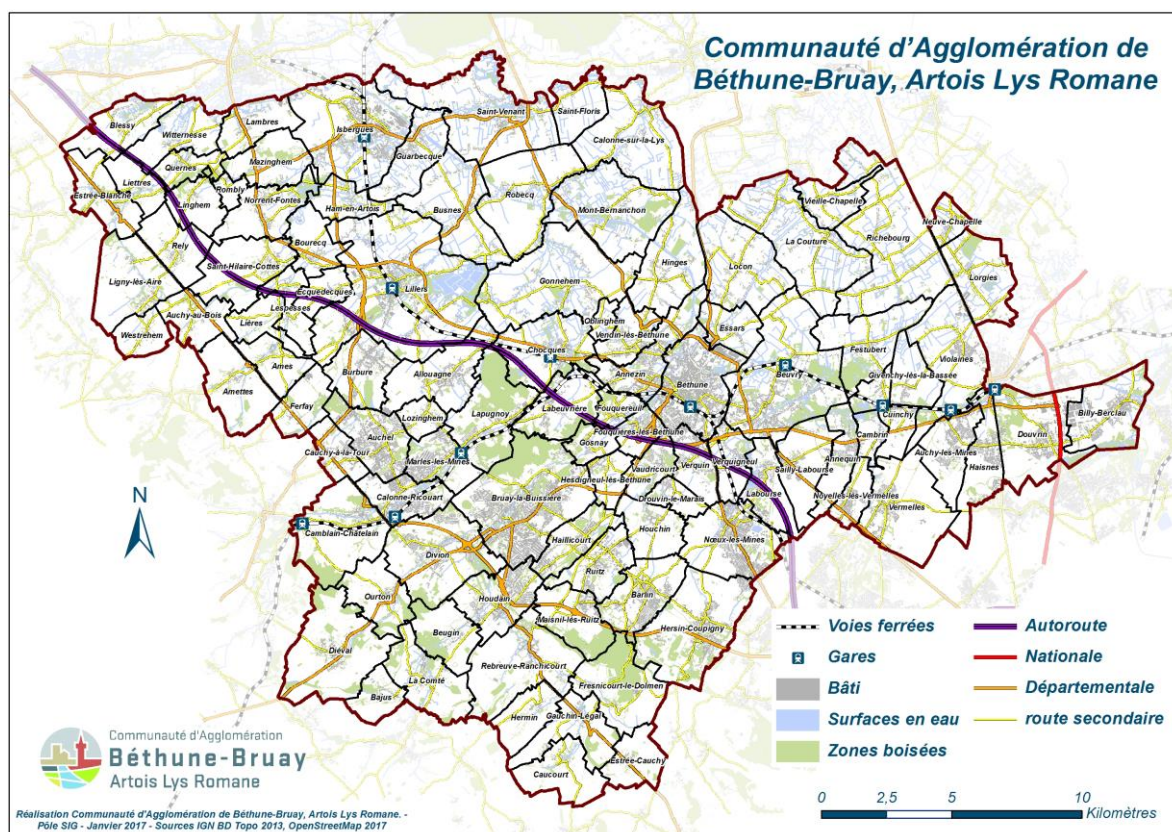 Communauté d'Agglomération de
Béthune-Bruay, Artois Lys Romane
Blessy
Witternesse
Lambres
Isbergues
Saint-Venant
Saint-Floris
Calonne-sur-la-Lys
Quernes
Mazinghem
Guarbecque
Liettres
Estrée-Blanche
Linghem
Rombly
Norrent-Fontes
Ham-en-Artois
Busnes
Robecq
Mont-Bernanchon
Vieille-Chapelle
Neuve-Chapelle
La Couture
Richebourg
Rely
Bourecq
Lorgies
Saint-Hilaire-Cottes
Hinges
Locon
Ligny-lès-Aire
Ecquedecques
Lillers
Gonnehem
Auchy-au-Bois
Lespesses
Westrehem
Lières
Oblinghem
Vendin-lès-Béthune
Essars
Chocques
Festubert
Violaines
Givenchy-lès-la-Bassée
Ames
Amettes
Burbure
Allouagne
Annezin
Béthune
Beuvry
Labeuvrière
Fouquereuil
Cuinchy
Billy-Berclau
Ferfay
Lozinghem
Lapugnoy
Fouquières-lès-Béthune
Cambrin
Douvrin
Auchel
Gosnay
Cauchy-à-la-Tour
Marles-les-Mines
Vaudricourt
Verquin
Verquigneul
Sailly-Labourse
Annequin
Auchy-les-Mines
Haisnes
Hesdigneul-lès-Béthune
Calonne-Ricouart
Bruay-la-Buissière
Drouvin-le-Marais
Labourse
Noyelles-lès-Vermelles
Vermelles
Camblain-Châtelain
Houchin
Haillicourt
Nœux-les-Mines
Divion
Ruitz
Ourton
Houdain
Barlin
Maisnil-lès-Ruitz
Hersin-Coupigny
Beugin
Diéval
Rebreuve-Ranchicourt
La Comté
Bajus
Fresnicourt-le-Dolmen
Hermin
Gauchin-Légal
Estrée-Cauchy
Caucourt
N
Voies ferrées
Gares
Bâti
Surfaces en eau
Zones boisées
Autoroute
Nationale
Départementale
route secondaire
0 2,5 5 10
Kilomètres
Communauté d'Agglomération
Béthune-Bruay
Artois Lys Romane
Réalisation Communauté d'Agglomération de Béthune-Bruay, Artois Lys Romane. -
Pôle SIG - Janvier 2017 - Sources IGN BD Topo 2013, OpenStreetMap 2017